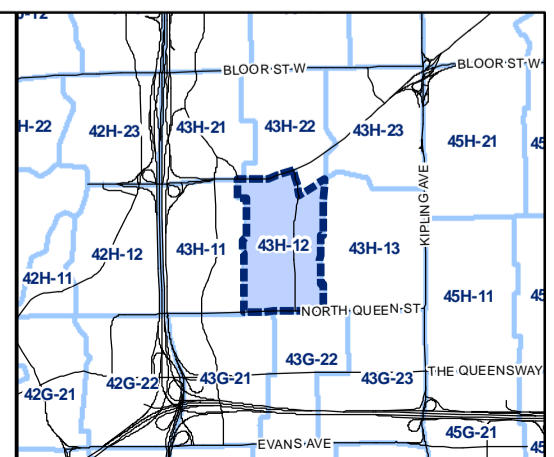 BLOOR ST W
BLOOR ST W
H-22
42H-23
43H-21
43H-22
43H-23
45H-21
KIPLING AVE
42H-11
42H-12
43H-11
43H-12
43H-13
45H-11
NORTH QUEEN ST
43G-22
THE QUEENSWAY
42G-21
42G-22
43G-21
43G-23
EVANS AVE
45G-21